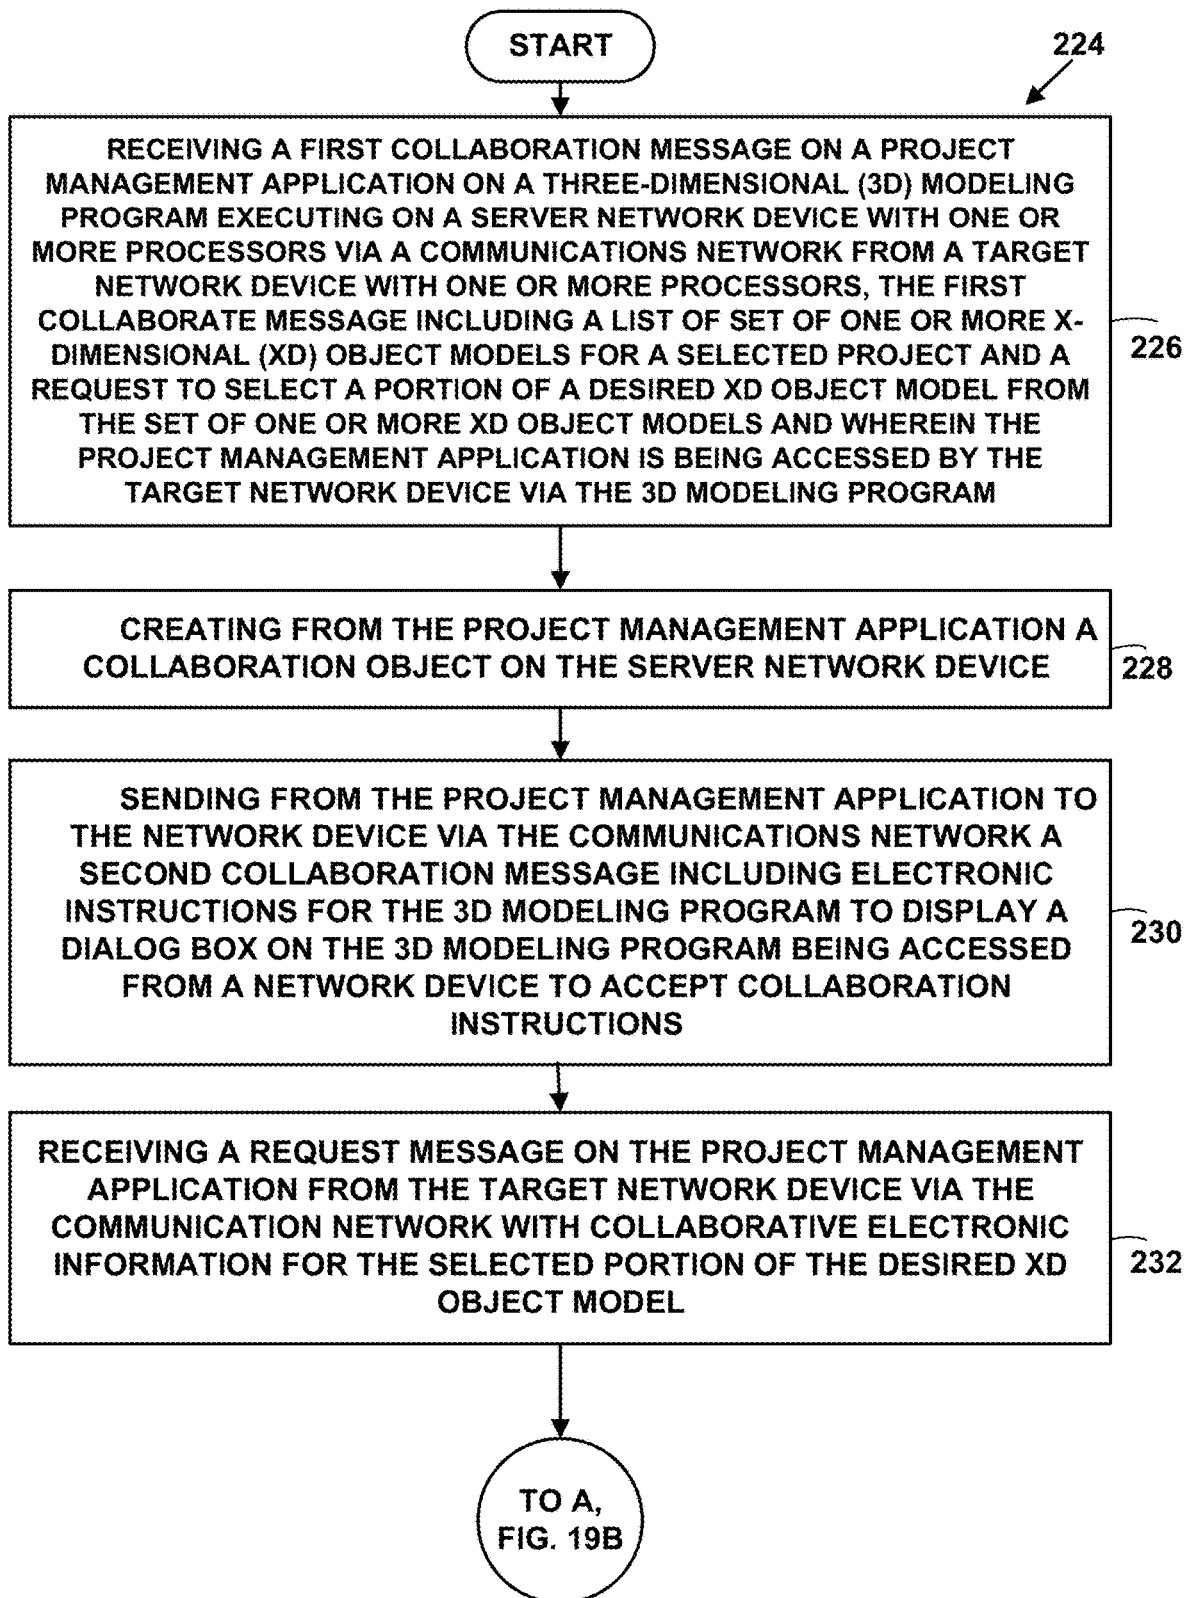 START
224
RECEIVING A FIRST COLLABORATION MESSAGE ON A PROJECT
MANAGEMENT APPLICATION ON A THREE-DIMENSIONAL (3D) MODELING
PROGRAM EXECUTING ON A SERVER NETWORK DEVICE WITH ONE OR
MORE PROCESSORS VIA A COMMUNICATIONS NETWORK FROM A TARGET
NETWORK DEVICE WITH ONE OR MORE PROCESSORS, THE FIRST
COLLABORATE MESSAGE INCLUDING A LIST OF SET OF ONE OR MORE X-
DIMENSIONAL (XD) OBJECT MODELS FOR A SELECTED PROJECT AND A
REQUEST TO SELECT A PORTION OF A DESIRED XD OBJECT MODEL FROM
THE SET OF ONE OR MORE XD OBJECT MODELS AND WHEREIN THE
PROJECT MANAGEMENT APPLICATION IS BEING ACCESSED BY THE
TARGET NETWORK DEVICE VIA THE 3D MODELING PROGRAM
226
CREATING FROM THE PROJECT MANAGEMENT APPLICATION A
COLLABORATION OBJECT ON THE SERVER NETWORK DEVICE
228
SENDING FROM THE PROJECT MANAGEMENT APPLICATION TO
THE NETWORK DEVICE VIA THE COMMUNICATIONS NETWORK A
SECOND COLLABORATION MESSAGE INCLUDING ELECTRONIC
INSTRUCTIONS FOR THE 3D MODELING PROGRAM TO DISPLAY A
DIALOG BOX ON THE 3D MODELING PROGRAM BEING ACCESSED
FROM A NETWORK DEVICE TO ACCEPT COLLABORATION
INSTRUCTIONS
230
RECEIVING A REQUEST MESSAGE ON THE PROJECT MANAGEMENT
APPLICATION FROM THE TARGET NETWORK DEVICE VIA THE
COMMUNICATION NETWORK WITH COLLABORATIVE ELECTRONIC
INFORMATION FOR THE SELECTED PORTION OF THE DESIRED XD
OBJECT MODEL
232
TO A,
FIG. 19B